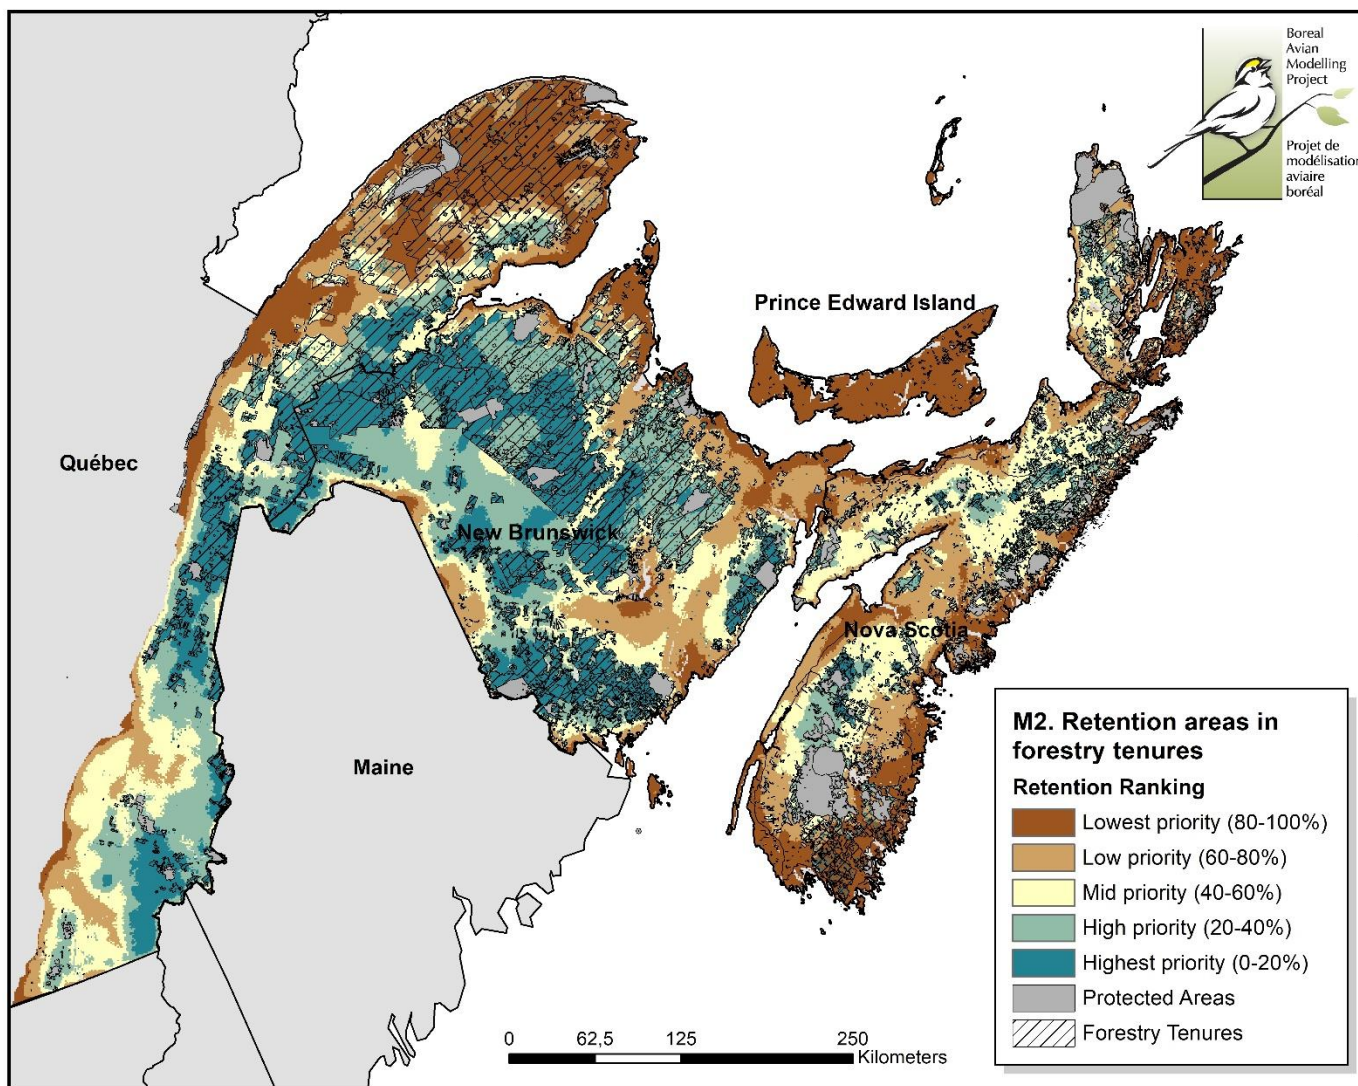 Boreal
Avian
Modelling
Project
Projet de
modélisation
aviaire
boréal
Prince Edward Island
Québec
New Brunswick
Nova Scotia
Maine
M2. Retention areas in
forestry tenures
Retention Ranking
Lowest priority (80-100%)
Low priority (60-80%)
Mid priority (40-60%)
High priority (20-40%)
Highest priority (0-20%)
Protected Areas
Forestry Tenures
0 62,5 125 250
Kilometers